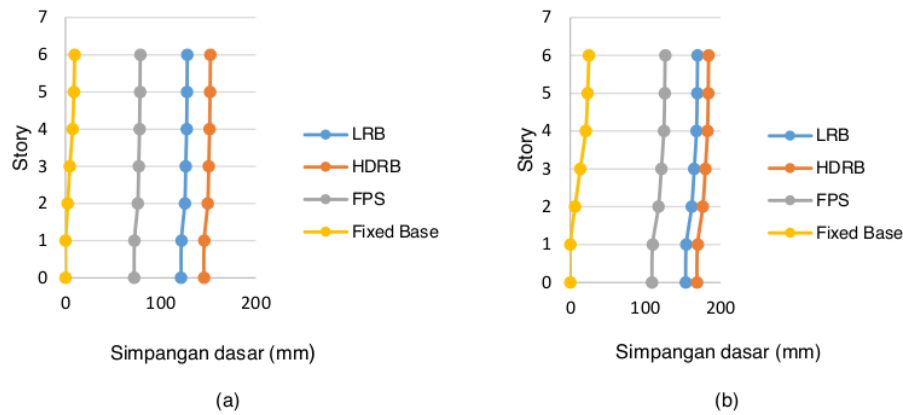 7
6
5
4
3
2
1
0
Story
0 100 200
Simpangan dasar (mm)
LRB
HDRB
FPS
Fixed Base
(a)
7
6
5
4
3
2
1
0
Story
0 100 200
Simpangan dasar (mm)
LRB
HDRB
FPS
Fixed Base
(b)